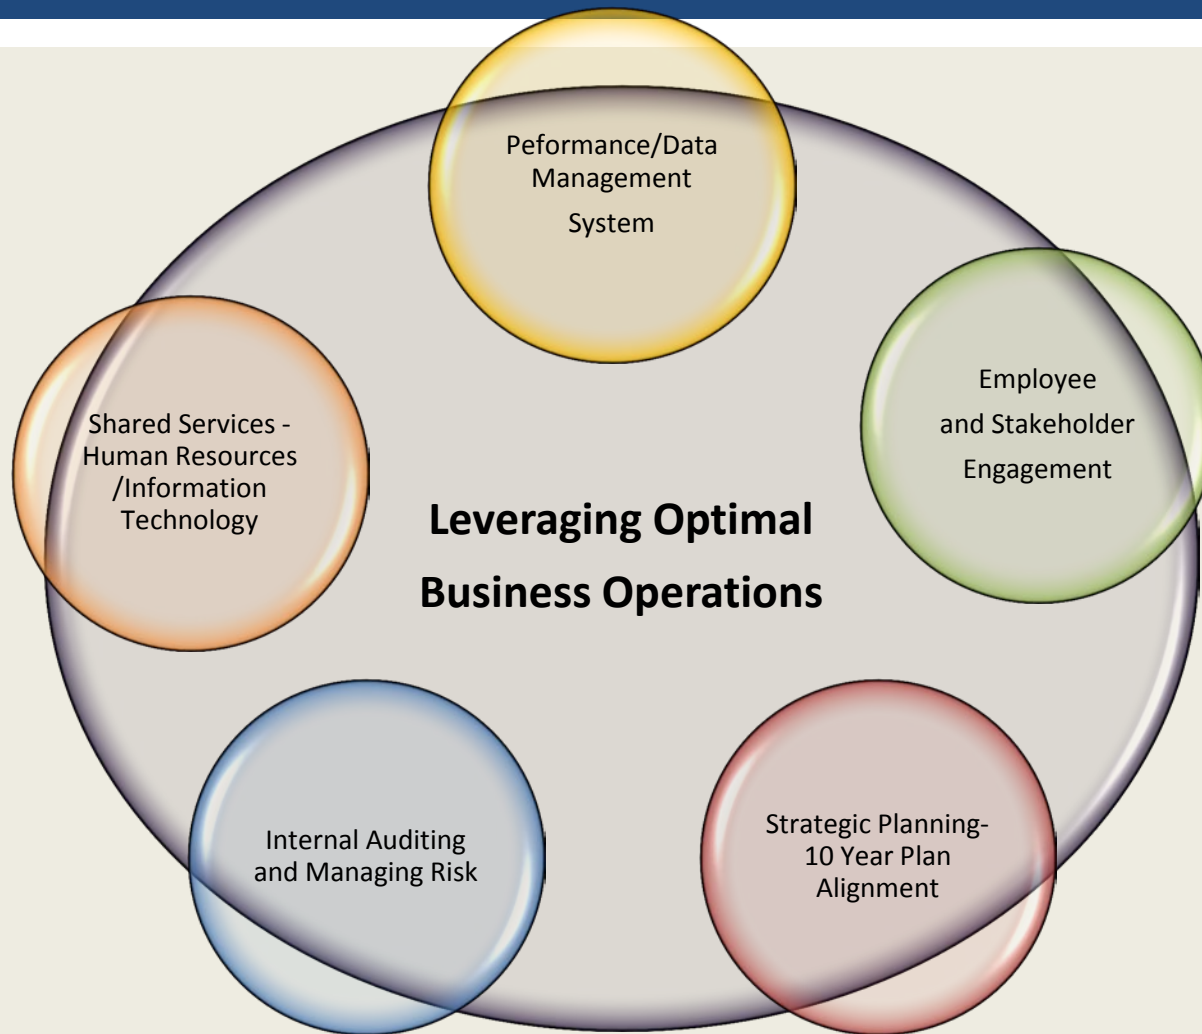 Peformance/Data
Management
System
Employee
and Stakeholder
Engagement
Shared Services -
Human Resources
/Information
Technology
Leveraging Optimal
Business Operations
Internal Auditing
and Managing Risk
Strategic Planning-
10 Year Plan
Alignment